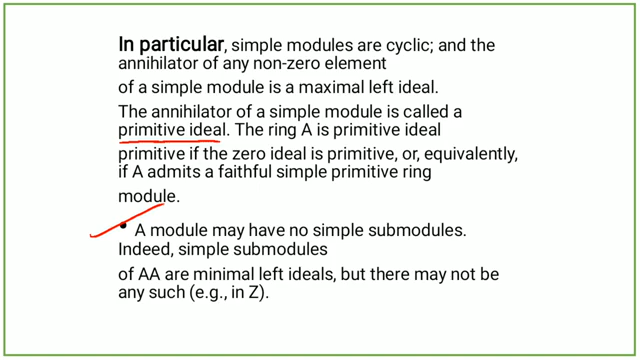 In particular, simple modules are cyclic; and the
annihilator of any non-zero element
of a simple module is a maximal left ideal.
The annihilator of a simple module is called a
primitive ideal. The ring A is primitive ideal
primitive if the zero ideal is primitive, or, equivalently,
if A admits a faithful simple primitive ring
module.
• A module may have no simple submodules.
Indeed, simple submodules
of AA are minimal left ideals, but there may not be
any such (e.g., in Z).